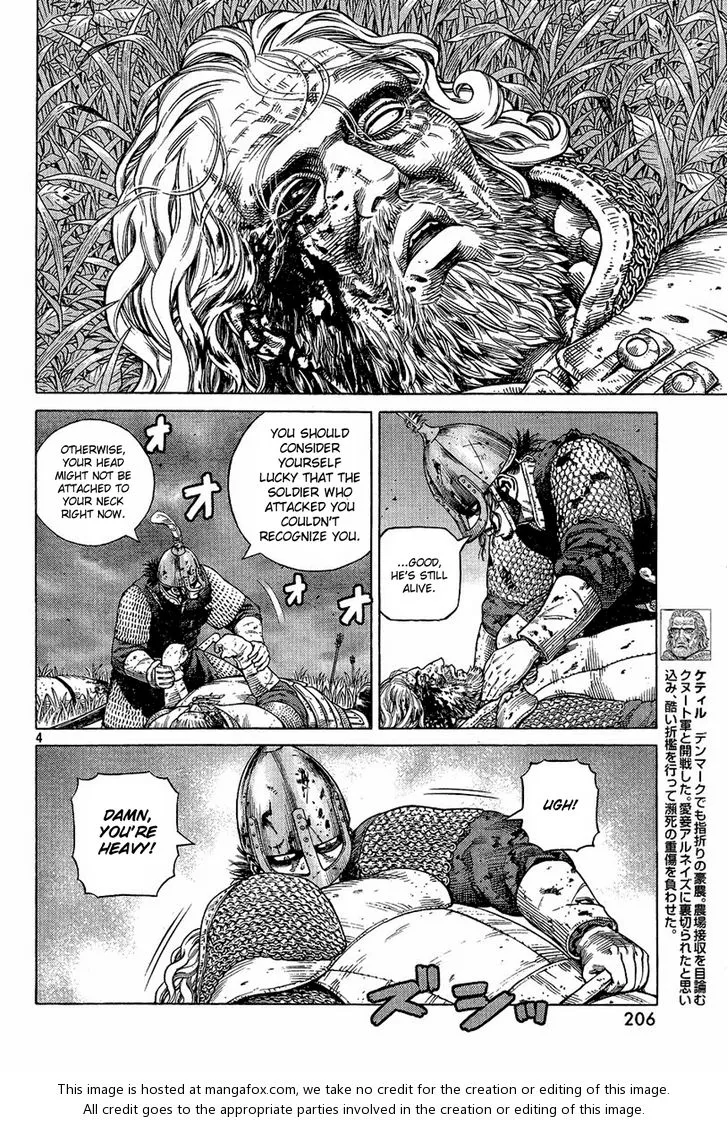 ...GOOD,
HE'S STILL
ALIVE.
YOU SHOULD
CONSIDER
YOURSELF
LUCKY THAT
THE SOLDIER
WHO
ATTACKED YOU
COULDN'T
RECOGNIZE YOU.
OTHERWISE,
YOUR HEAD
MIGHT NOT BE
ATTACHED TO
YOUR NECK
RIGHT NOW.
オ
オ
オ
オ
ケティル デンマークでも指折りの豪農。農場接収を目論む
クヌート軍と開戦した。愛妾アルネイズに裏切られたと思い
込み、酷い折檻を行って瀕死の重傷を負わせた。
4
UGH!
DAMN,
YOU'RE
HEAVY!
ズシッ
206
This image is hosted at mangafox.com, we take no credit for the creation or editing of this image.
All credit goes to the appropriate parties involved in the creation or editing of this image.